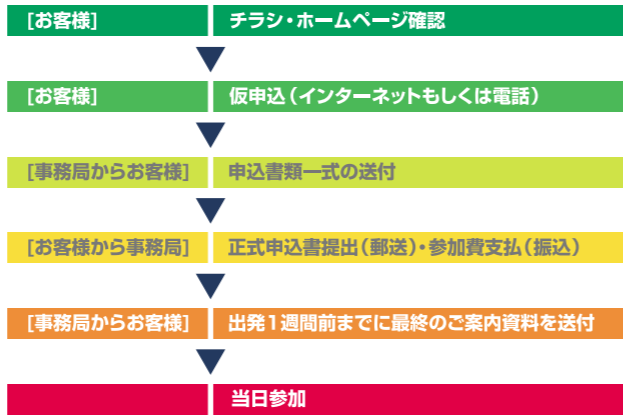 [お客様] チラシ・ホームページ確認
[お客様] 仮申込（インターネットもしくは電話）
[事務局からお客様] 申込書類一式の送付
[お客様から事務局] 正式申込書提出（郵送）・参加費支払（振込）
[事務局からお客様] 出発1週間前までに最終のご案内資料を送付
当日参加